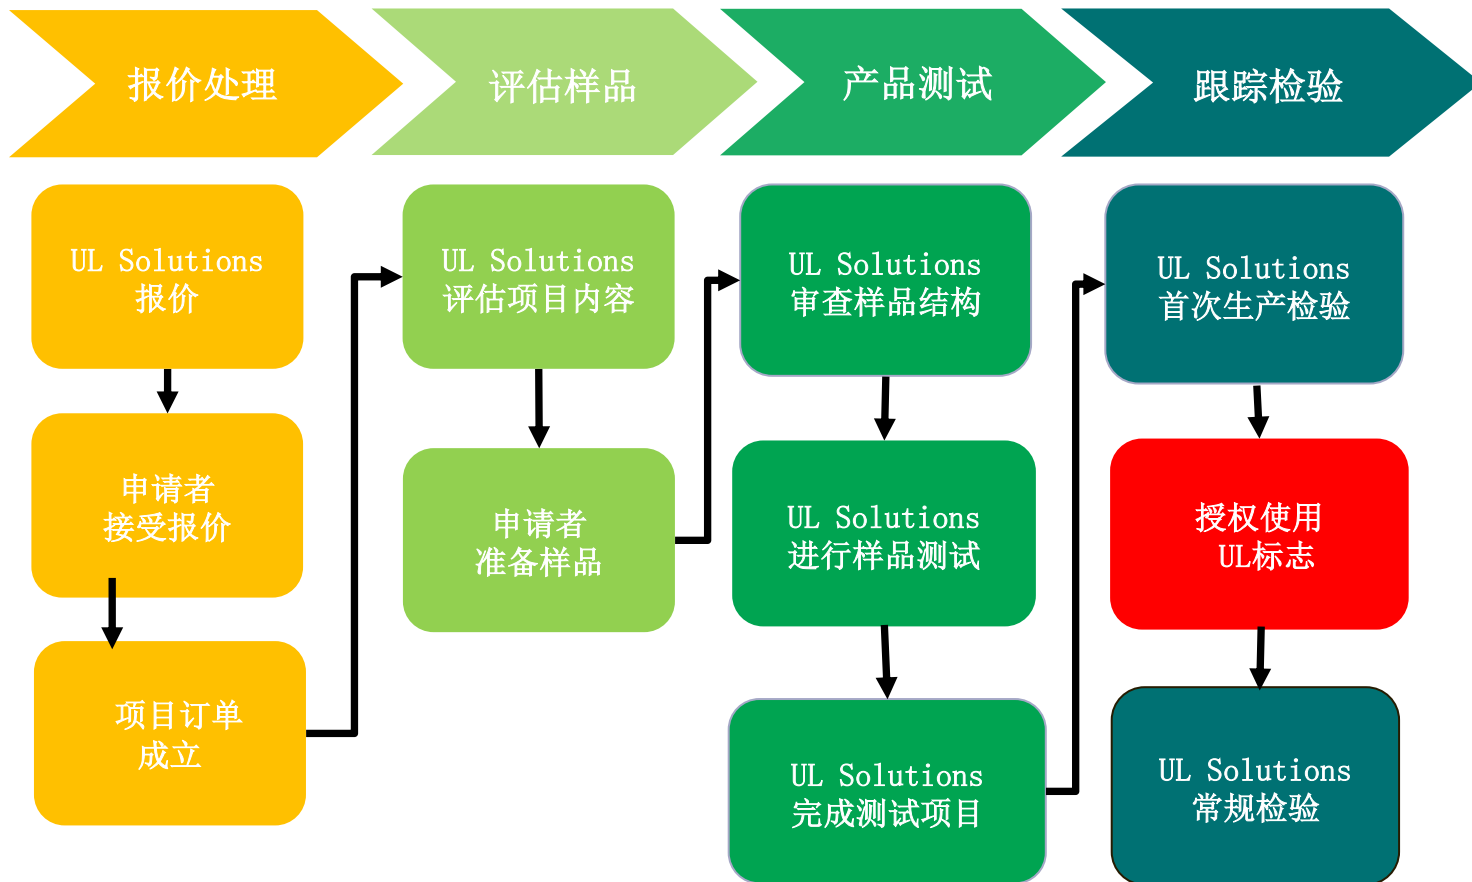 报价处理
评估样品
产品测试
跟踪检验
UL Solutions
报价
申请者
接受报价
项目订单
成立
UL Solutions
评估项目内容
申请者
准备样品
UL Solutions
审查样品结构
UL Solutions
进行样品测试
UL Solutions
完成测试项目
UL Solutions
首次生产检验
授权使用
UL标志
UL Solutions
常规检验